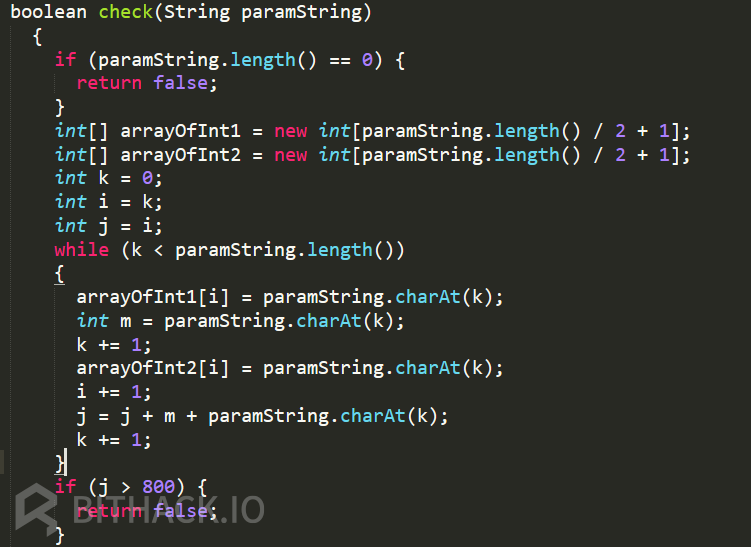 boolean check(String paramString)
{
if (paramString.length() == 0) {
return false;
}
int[] arrayOfInt1 = new int[paramString.length() / 2 + 1];
int[] arrayOfInt2 = new int[paramString.length() / 2 + 1];
int k = 0;
int i = k;
int j = i;
while (k < paramString.length())
{
arrayOfInt1[i] = paramString.charAt(k);
int m = paramString.charAt(k);
k += 1;
arrayOfInt2[i] = paramString.charAt(k);
i += 1;
j = j + m + paramString.charAt(k);
k += 1;
}
if (j > 800) {
return false;
BITHACK.IO
}